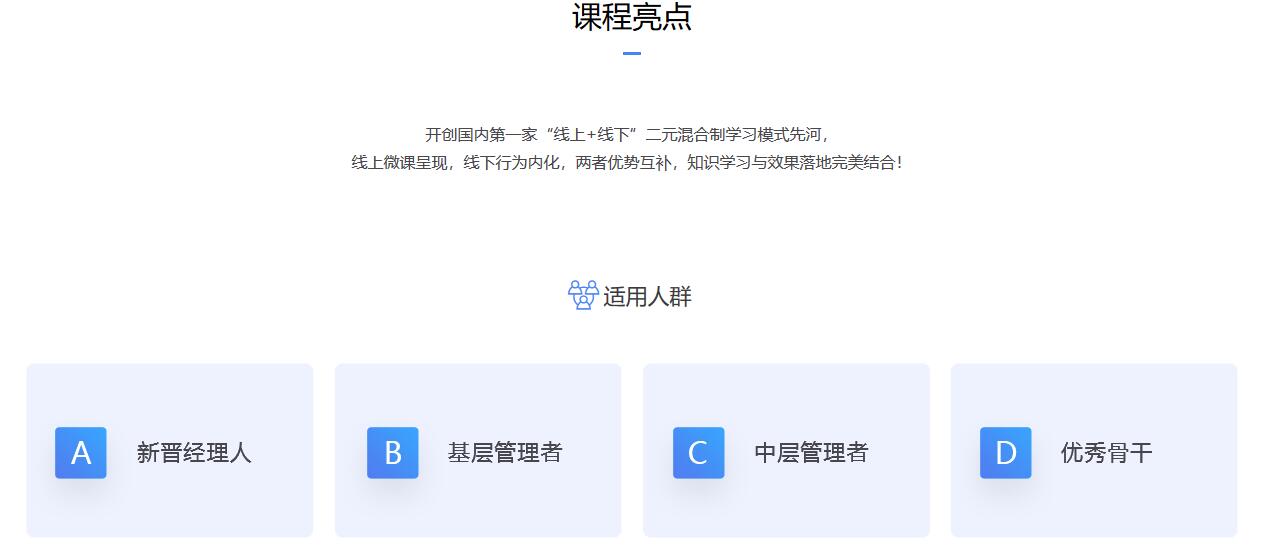 课程亮点
开创国内第一家“线上+线下”二元混合制学习模式先河，
线上微课呈现，线下行为内化，两者优势互补，知识学习与效果落地完美结合！
适用人群
A 新晋经理人
B 基层管理者
C 中层管理者
D 优秀骨干